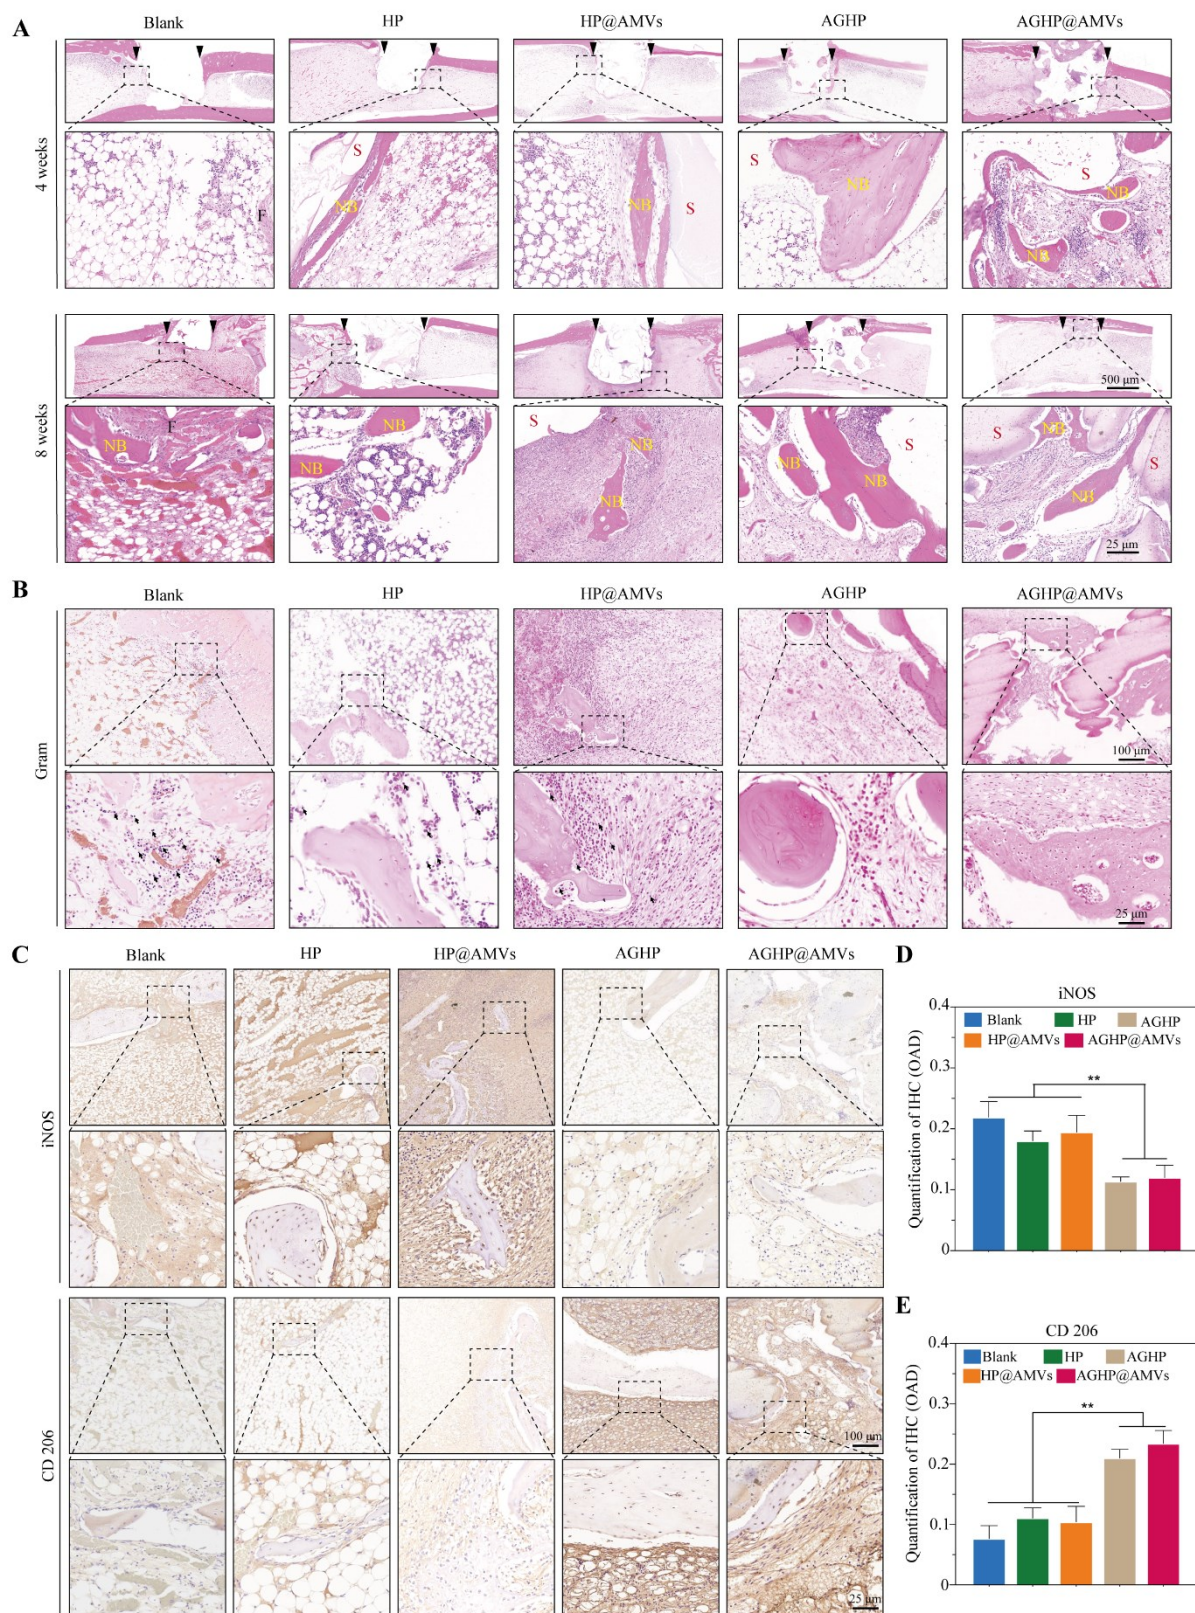 A
Blank HP HP@AMVs AGHP AGHP@AMVs
4 weeks
F S NB NB S S NB S NB NB
8 weeks
500 μm
F NB NB NB S NB NB NB NB S S NB NB S
25 μm
B
Blank HP HP@AMVs AGHP AGHP@AMVs
Gram
100 μm
25 μm
C
Blank HP HP@AMVs AGHP AGHP@AMVs
iNOS
CD 206
100 μm
25 μm
D
iNOS
Quantification of IHC (OAD)
0.4
0.3
0.2
0.1
0
Blank HP AGHP
HP@AMVs AGHP@AMVs
**
E
CD 206
Quantification of IHC (OAD)
0.4
0.3
0.2
0.1
0
Blank HP AGHP
HP@AMVs AGHP@AMVs
**